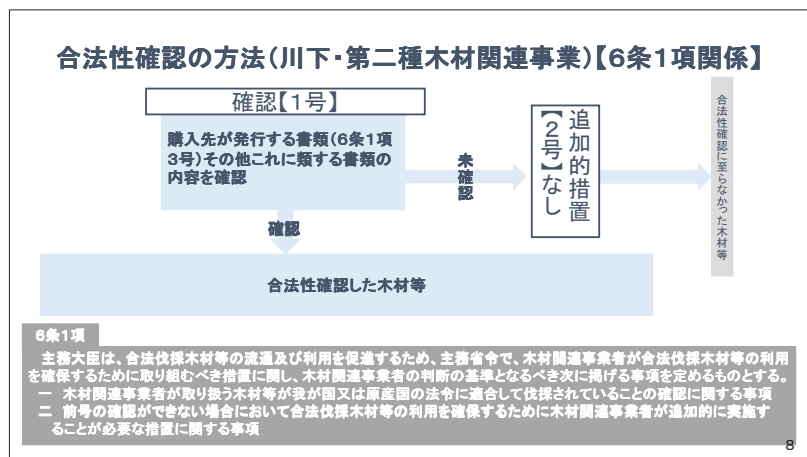 合法性確認の方法(川下・第二種木材関連事業)【6条1項関係】
確認【1号】
購入先が発行する書類(6条1項
3号)その他これに類する書類の
内容を確認
未確認
追加的措置
【2号】なし
合法性確認に至らなかった木材等
確認
合法性確認した木材等
6条1項
主務大臣は、合法伐採木材等の流通及び利用を促進するため、主務省令で、木材関連事業者が合法伐採木材等の利用
を確保するために取り組むべき措置に関し、木材関連事業者の判断の基準となるべき次に掲げる事項を定めるものとする。
一 木材関連事業者が取り扱う木材等が我が国又は原産国の法令に適合して伐採されていることの確認に関する事項
二 前号の確認ができない場合において合法伐採木材等の利用を確保するために木材関連事業者が追加的に実施す
ることが必要な措置に関する事項
8